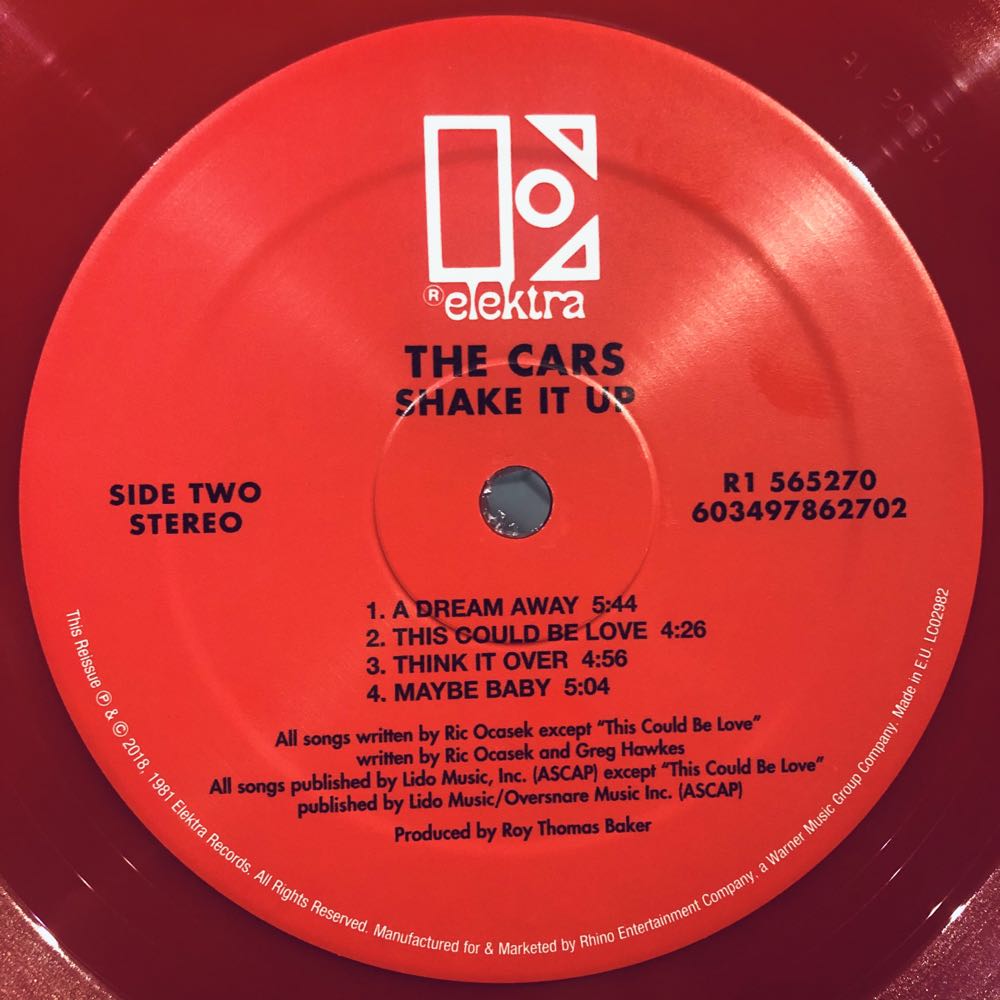 ® elektra
THE CARS
SHAKE IT UP
SIDE TWO
STEREO
R1 565270
603497862702
1. A DREAM AWAY 5:44
2. THIS COULD BE LOVE 4:26
3. THINK IT OVER 4:56
4. MAYBE BABY 5:04
All songs written by Ric Ocasek except “This Could Be Love”
written by Ric Ocasek and Greg Hawkes
All songs published by Lido Music, Inc. (ASCAP) except “This Could Be Love”
published by Lido Music/Oversnare Music Inc. (ASCAP)
Produced by Roy Thomas Baker
This Reissue ℗ & © 2018, 1981 Elektra Records. All Rights Reserved. Manufactured for & Marketed by Rhino Entertainment Company, a Warner Music Group Company. Made in E.U. LC02982